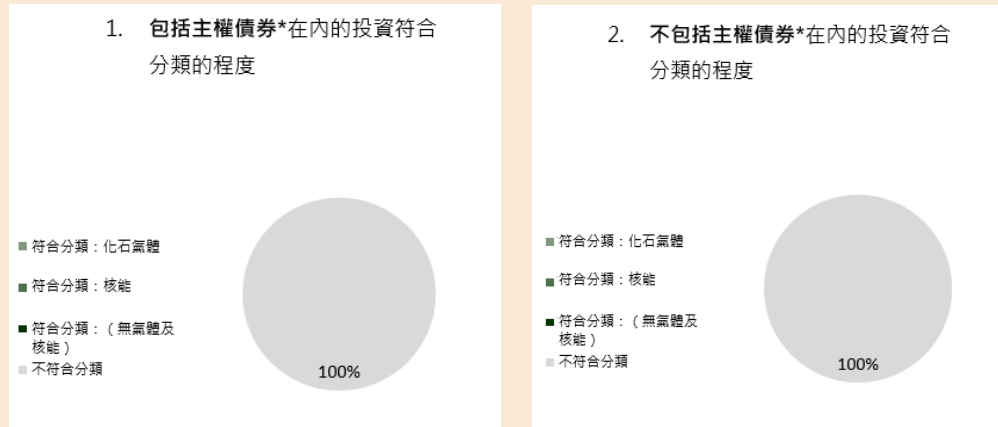 1. 包括主權債券*在內的投資符合
分類的程度
符合分類：化石氣體
符合分類：核能
符合分類：（無氣體及
核能）
不符合分類
100%
2. 不包括主權債券*在內的投資符合
分類的程度
符合分類：化石氣體
符合分類：核能
符合分類：（無氣體及
核能）
不符合分類
100%